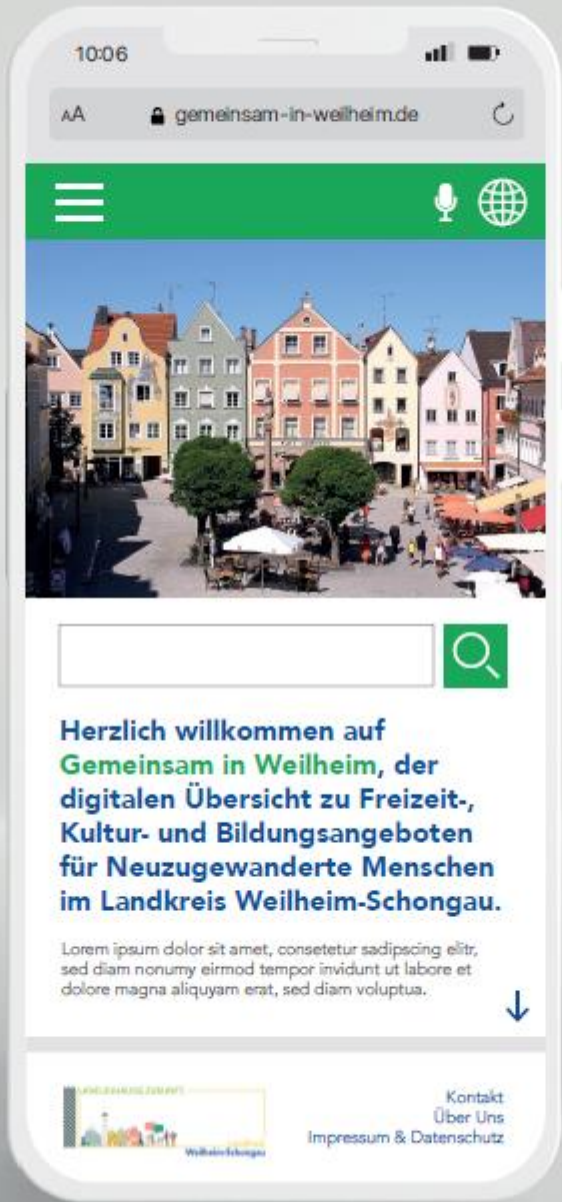 10:06
AA gemeinsam-in-weilheim.de
Herzlich willkommen auf
Gemeinsam in Weilheim, der
digitalen Übersicht zu Freizeit-,
Kultur- und Bildungsangeboten
für Neuzugewanderte Menschen
im Landkreis Weilheim-Schongau.
Lorem ipsum dolor sit amet, consetetur sadipscing elitr,
sed diam nonumy eirmod tempor invidunt ut labore et
dolore magna aliquyam erat, sed diam voluptua.
Weilheim-Schongau
Kontakt
Über Uns
Impressum & Datenschutz